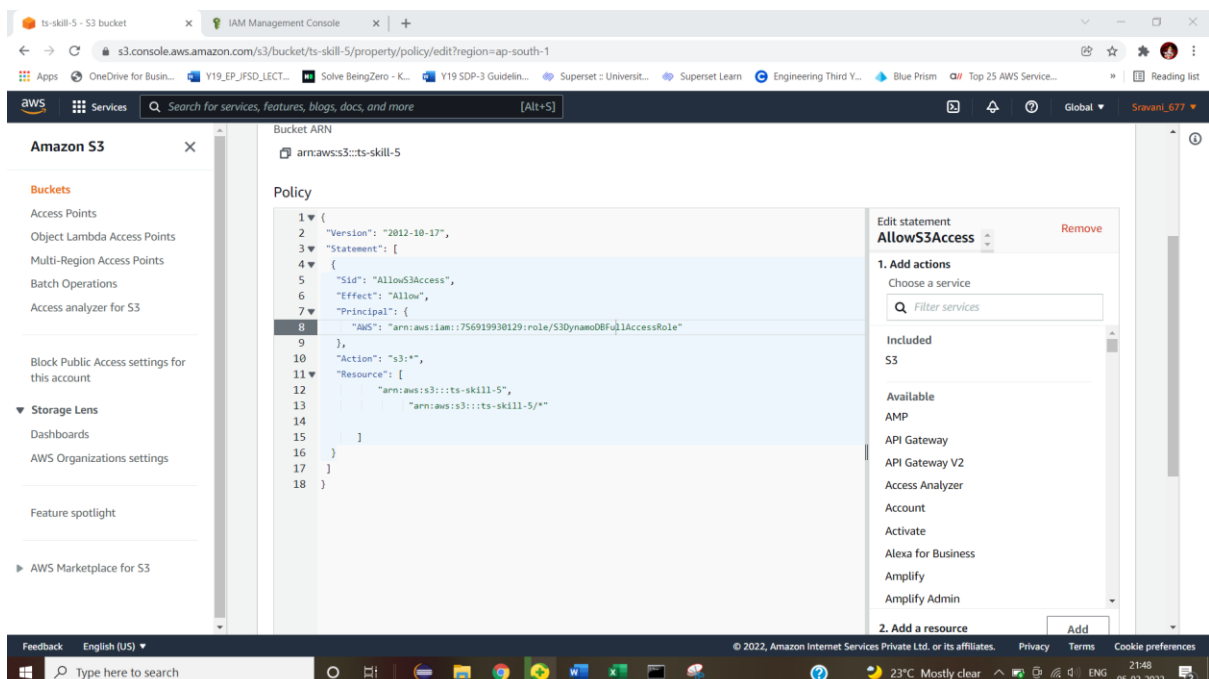 ts-skill-5 - S3 bucket
IAM Management Console
s3.console.aws.amazon.com/s3/bucket/ts-skill-5/property/policy/edit?region=ap-south-1
Apps OneDrive for Busin... Y19_EP_JFSD_LECT... Solve BeingZero - K... Y19 SDP-3 Guidelin... Superset :: Universit... Superset Learn Engineering Third Y... Blue Prism Top 25 AWS Service... » Reading list
aws Services Search for services, features, blogs, docs, and more [Alt+S] Global Sravani_677
Amazon S3
Buckets
Access Points
Object Lambda Access Points
Multi-Region Access Points
Batch Operations
Access analyzer for S3
Block Public Access settings for
this account
Storage Lens
Dashboards
AWS Organizations settings
Feature spotlight
AWS Marketplace for S3
Bucket ARN
arn:aws:s3:::ts-skill-5
Policy
1 {
2 "Version": "2012-10-17",
3 "Statement": [
4 {
5 "Sid": "AllowS3Access",
6 "Effect": "Allow",
7 "Principal": {
8 "AWS": "arn:aws:iam::756919930129:role/S3DynamoDBFullAccessRole"
9 },
10 "Action": "s3:*",
11 "Resource": [
12 "arn:aws:s3:::ts-skill-5",
13 "arn:aws:s3:::ts-skill-5/*"
14
15 ]
16 }
17 ]
18 }
Edit statement
AllowS3Access
Remove
1. Add actions
Choose a service
Filter services
Included
S3
Available
AMP
API Gateway
API Gateway V2
Access Analyzer
Account
Activate
Alexa for Business
Amplify
Amplify Admin
2. Add a resource
Add
Feedback English (US) © 2022, Amazon Internet Services Private Ltd. or its affiliates. Privacy Terms Cookie preferences
Type here to search
23°C Mostly clear
ENG
21:48